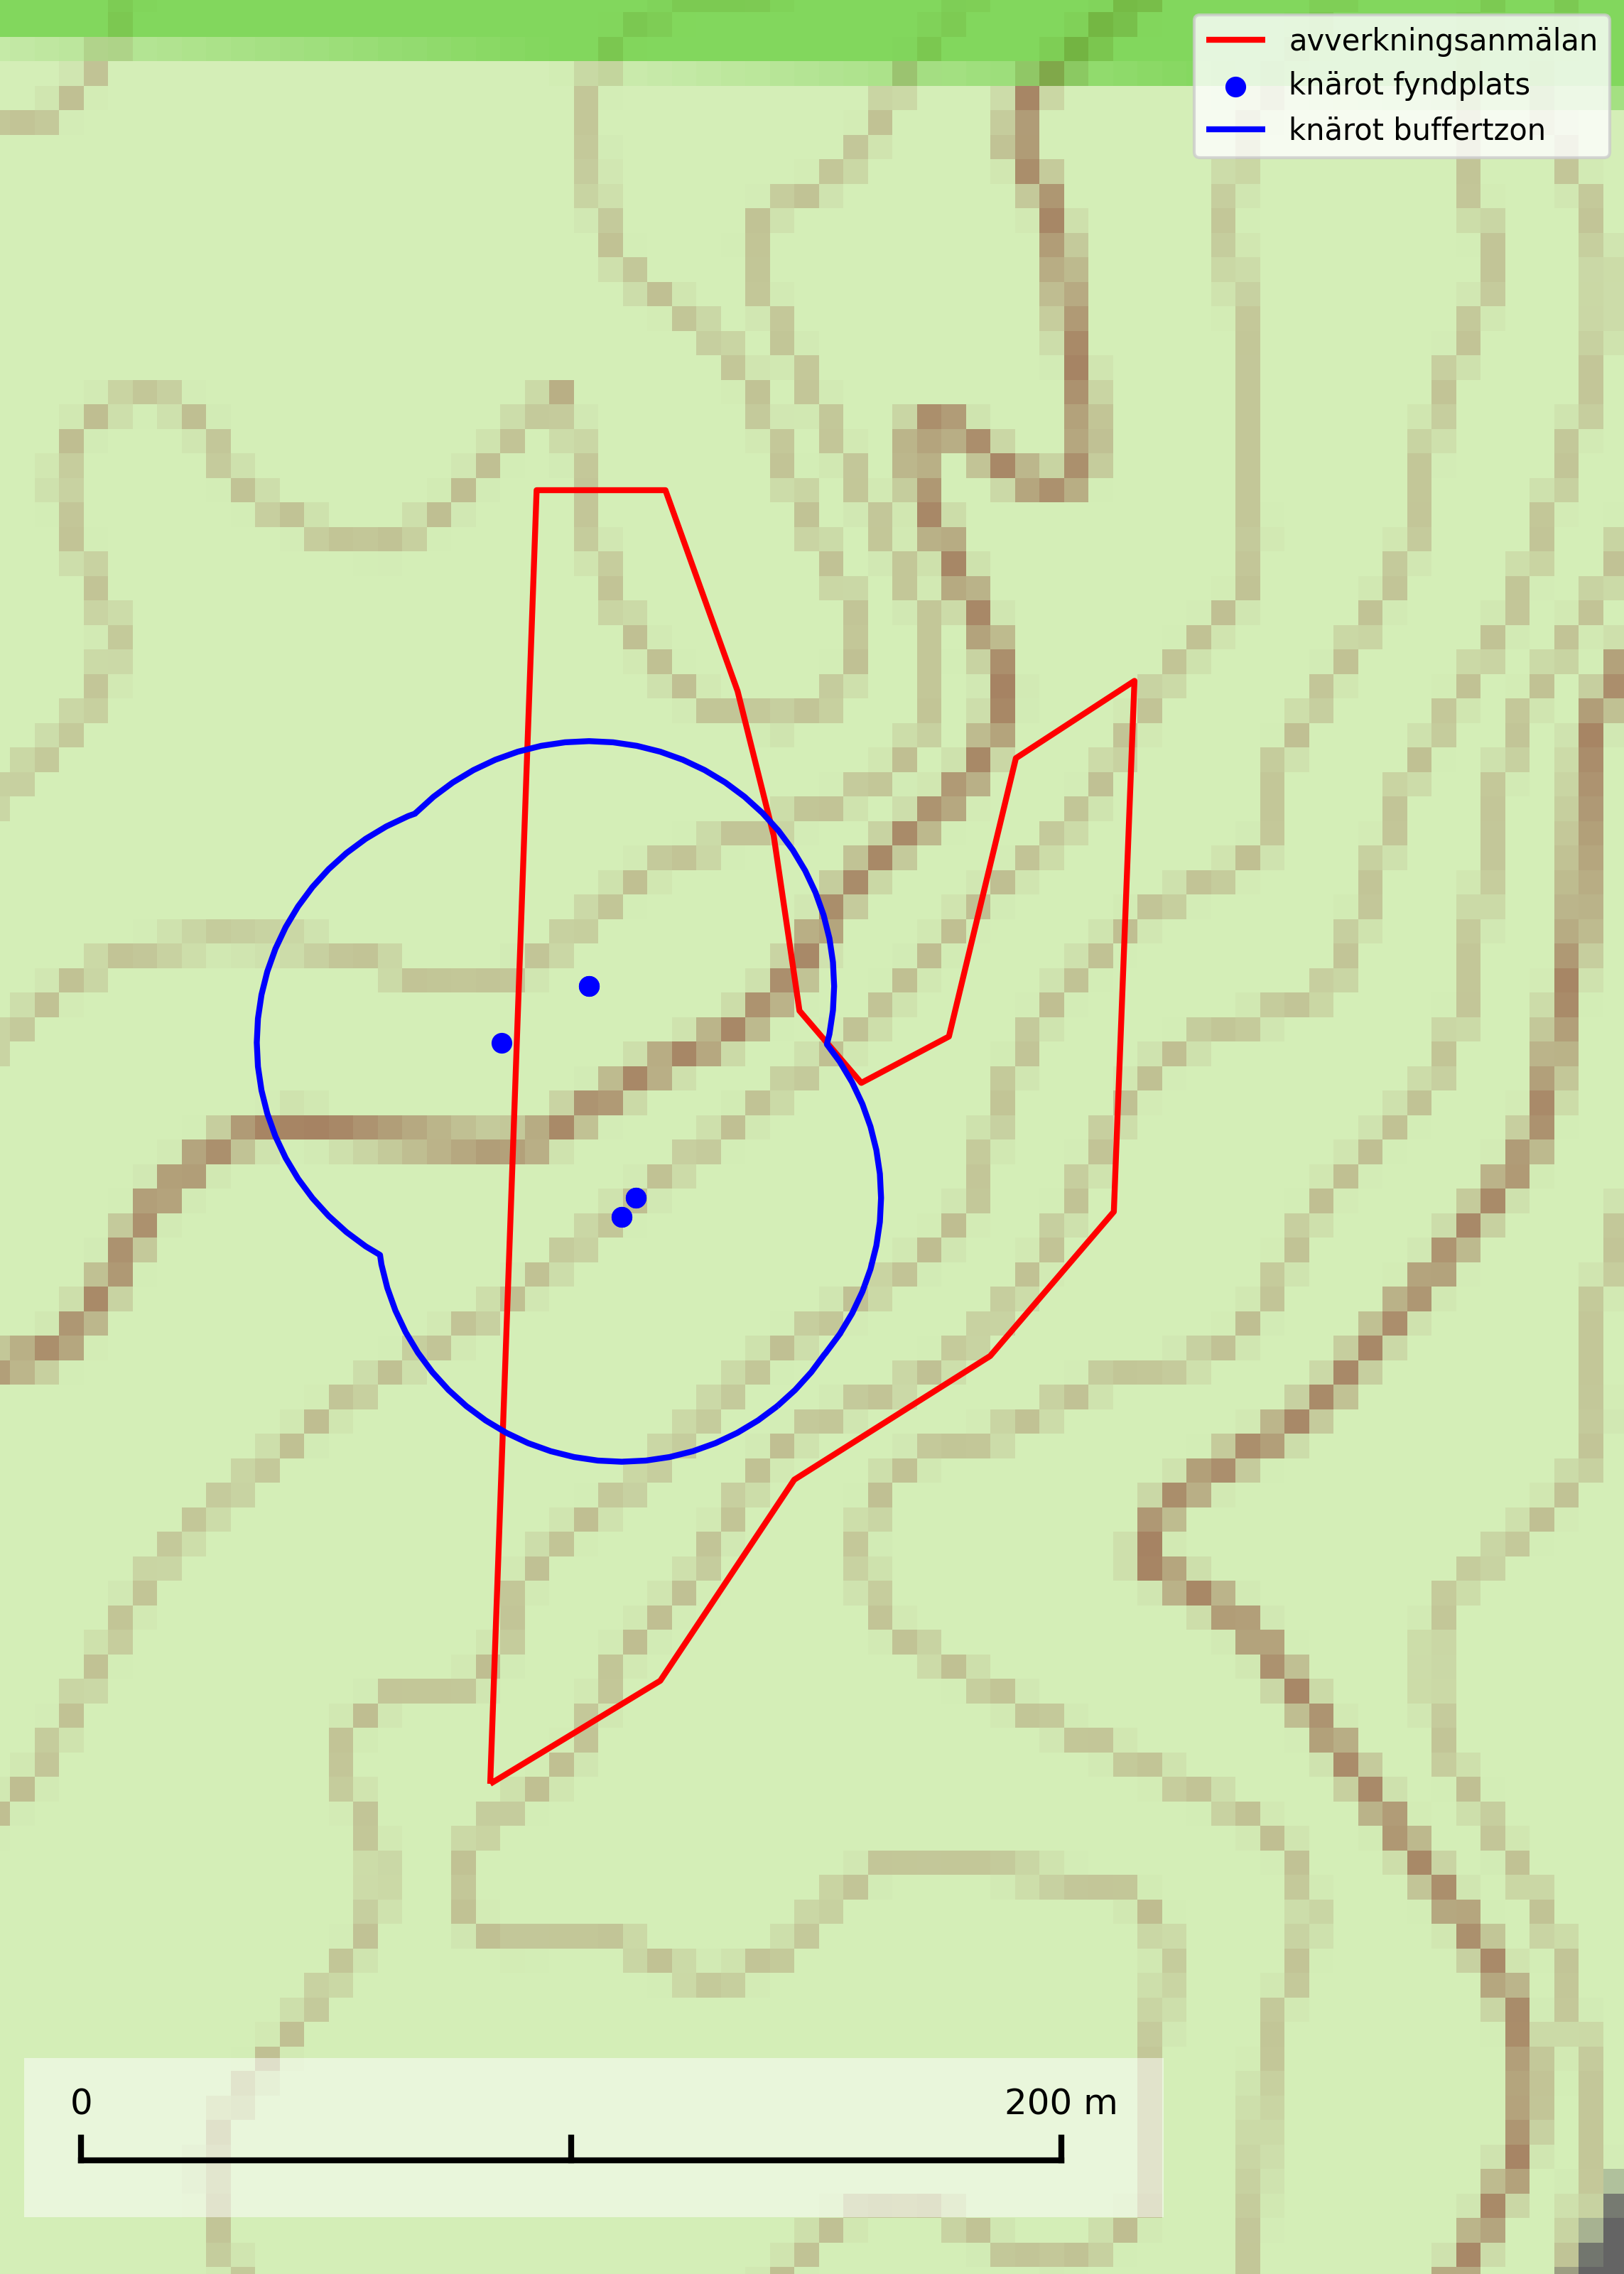 avverkningsanmälan
knärot fyndplats
knärot buffertzon
0 200 m